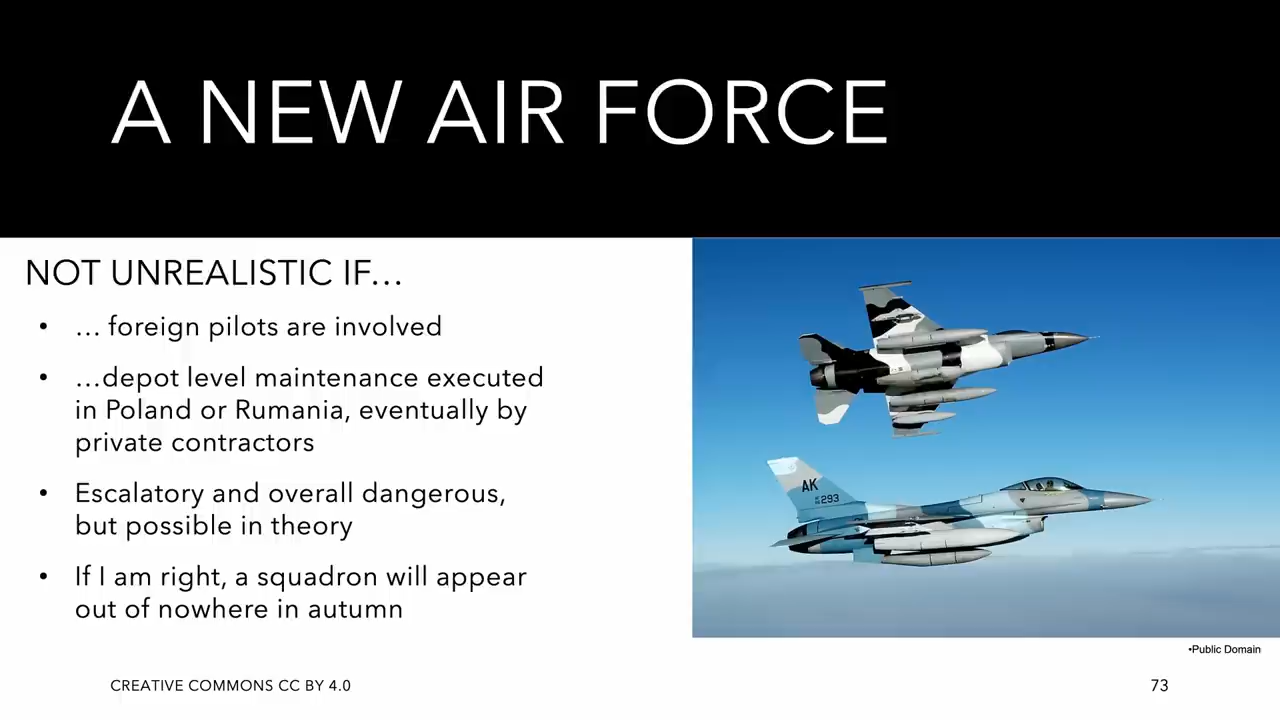 A NEW AIR FORCE
NOT UNREALISTIC IF…
• … foreign pilots are involved
• …depot level maintenance executed
in Poland or Rumania, eventually by
private contractors
• Escalatory and overall dangerous,
but possible in theory
• If I am right, a squadron will appear
out of nowhere in autumn
AK
293
•Public Domain
CREATIVE COMMONS CC BY 4.0
73